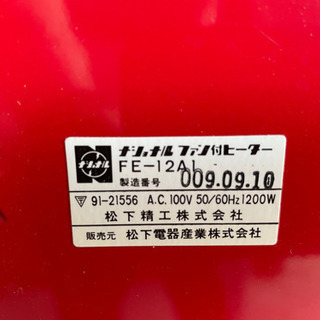 ナショナル
ナショナル ファン付ヒーター
FE-12A1
製造番号 009.09.10
91-21556 A.C. 100V 50/60Hz 1200W
松下精工株式会社
販売元 松下電器産業株式会社